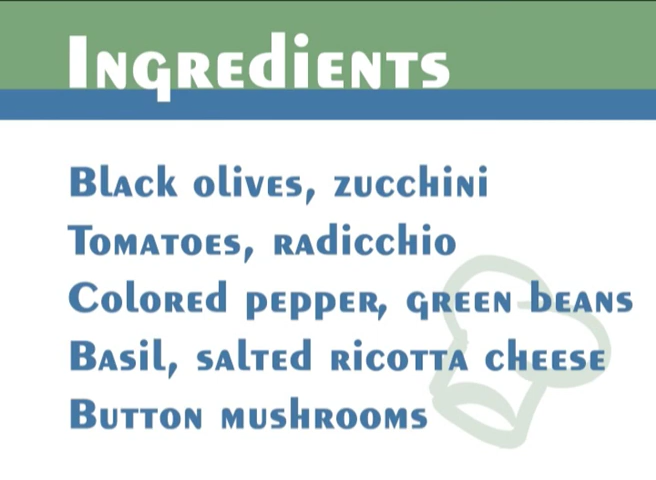 Ingredients
Black olives, zucchini
Tomatoes, radicchio
Colored pepper, green beans
Basil, salted ricotta cheese
Button mushrooms